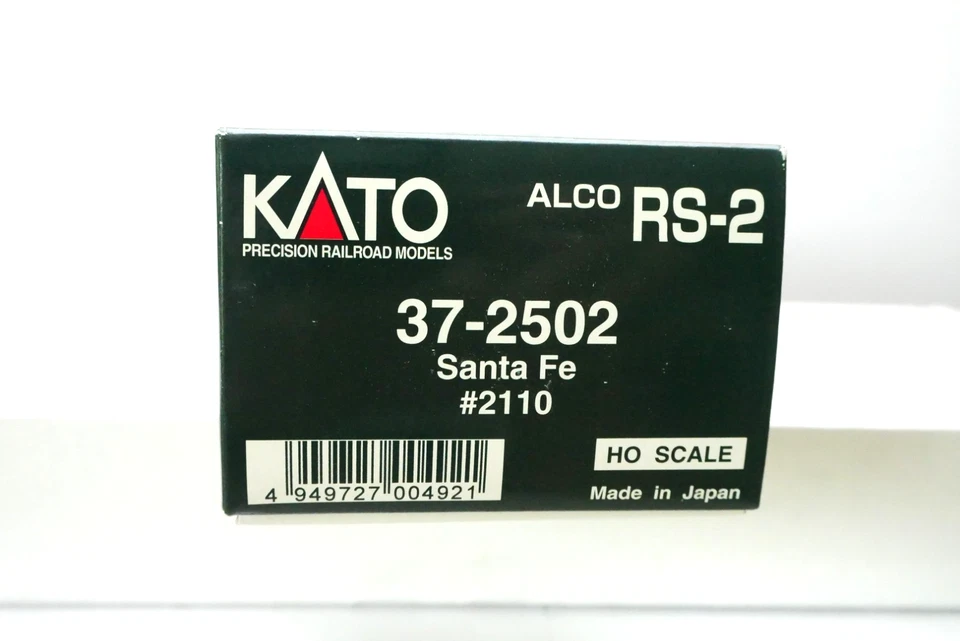 KATO
PRECISION RAILROAD MODELS
ALCO RS-2
37-2502
Santa Fe
#2110
4 949727 004921
HO SCALE
Made in Japan